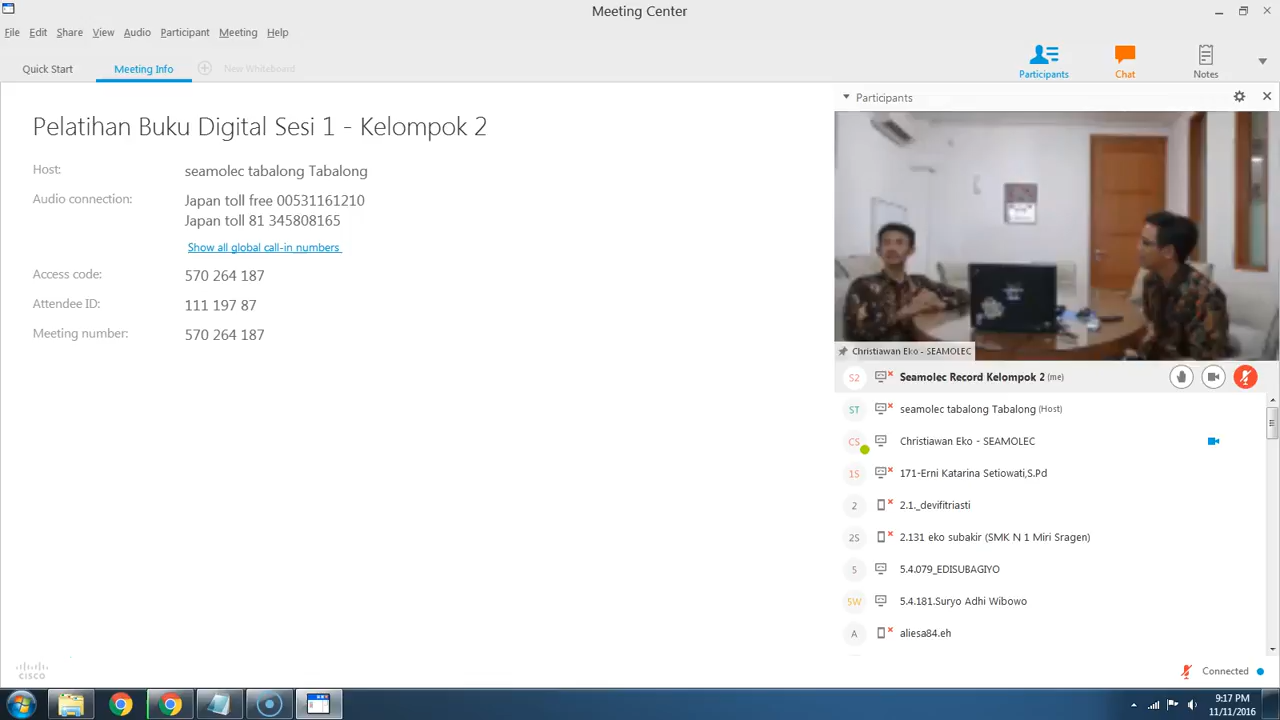 Meeting Center
File Edit Share View Audio Participant Meeting Help
Quick Start Meeting Info New Whiteboard
Participants Chat Notes
Participants
Pelatihan Buku Digital Sesi 1 - Kelompok 2
Host: seamolec tabalong Tabalong
Audio connection: Japan toll free 00531161210
Japan toll 81 345808165
Show all global call-in numbers
Access code: 570 264 187
Attendee ID: 111 197 87
Meeting number: 570 264 187
Christiawan Eko - SEAMOLEC
S2 Seamolec Record Kelompok 2 (me)
ST seamolec tabalong Tabalong (Host)
CS Christiawan Eko - SEAMOLEC
1S 171-Erni Katarina Setiowati,S.Pd
2 2.1._devifitriasti
2S 2.131 eko subakir (SMK N 1 Miri Sragen)
5 5.4.079_EDISUBAGIYO
5W 5.4.181.Suryo Adhi Wibowo
A aliesa84.eh
cisco
Connected
9:17 PM
11/11/2016